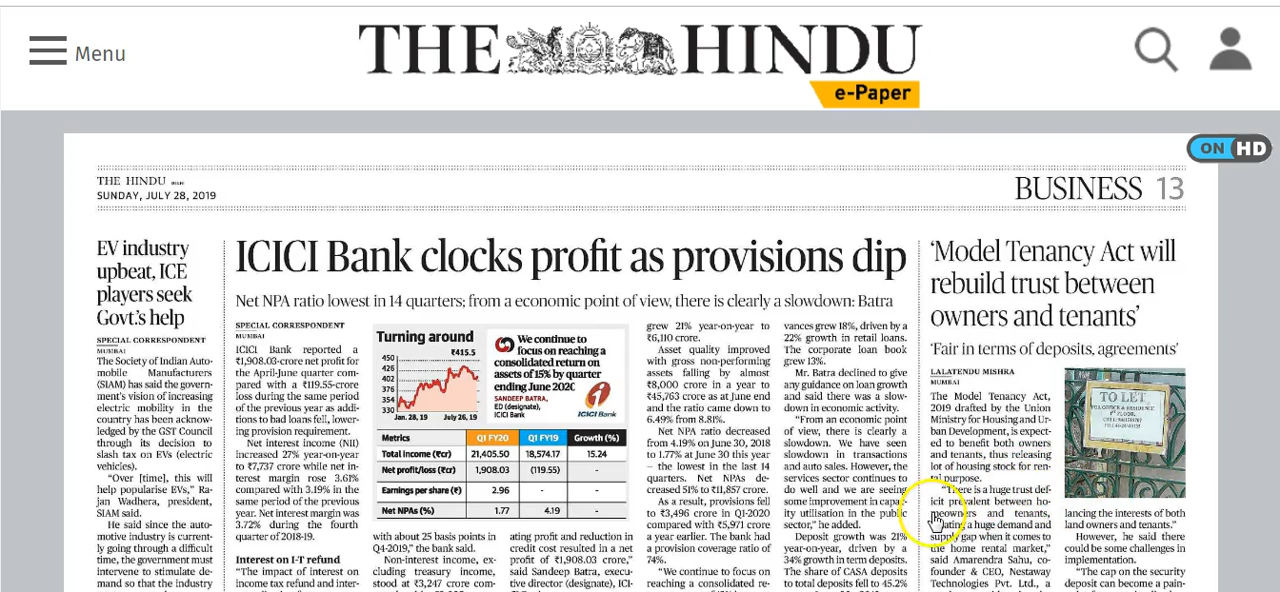 Menu
THE HINDU
e-Paper
ON HD
THE HINDU
SUNDAY, JULY 28, 2019
BUSINESS 13
EV industry
upbeat, ICE
players seek
Govt.’s help
SPECIAL CORRESPONDENT
MUMBAI
The Society of Indian Auto-
mobile Manufacturers
(SIAM) has said the govern-
ment’s vision of increasing
electric mobility in the
country has been acknow-
ledged by the GST Council
through its decision to
slash tax on EVs (electric
vehicles).
“Over [time], this will
help popularise EVs,” Ra-
jan Wadhera, president,
SIAM said.
He said since the auto-
motive industry is current-
ly going through a difficult
time, the government must
intervene to stimulate de-
mand so that the industry
ICICI Bank clocks profit as provisions dip
Net NPA ratio lowest in 14 quarters; from a economic point of view, there is clearly a slowdown: Batra
SPECIAL CORRESPONDENT
MUMBAI
ICICI Bank reported a
₹1,908.03-crore net profit for
the April-June quarter com-
pared with a ₹119.55-crore
loss during the same period
of the previous year as addi-
tions to bad loans fell, lower-
ing provision requirement.
Net interest income (NII)
increased 27% year-on-year
to ₹7,737 crore while net in-
terest margin rose 3.61%
compared with 3.19% in the
same period of the previous
year. Net interest margin was
3.72% during the fourth
quarter of 2018-19.
Interest on I-T refund
“The impact of interest on
income tax refund and inter-
Turning around
₹415.5
450
426
402
378
354
330
Jan. 28, 19 July 26, 19
We continue to
focus on reaching a
consolidated return on
assets of 15% by quarter
ending June 2020
SANDEEP BATRA,
ED (designate),
ICICI Bank
ICICI Bank
Metrics Q1 FY20 Q1 FY19 Growth (%)
Total income (₹cr) 21,405.50 18,574.17 15.24
Net profit/loss (₹cr) 1,908.03 (119.55) -
Earnings per share (₹) 2.96 - -
Net NPAs (%) 1.77 4.19 -
with about 25 basis points in
Q4-2019,” the bank said.
Non-interest income, ex-
cluding treasury income,
stood at ₹3,247 crore com-
ating profit and reduction in
credit cost resulted in a net
profit of ₹1,908.03 crore,”
said Sandeep Batra, execu-
tive director (designate), ICI-
grew 21% year-on-year to
₹6,110 crore.
Asset quality improved
with gross non-performing
assets falling by almost
₹8,000 crore in a year to
₹45,763 crore as at June end
and the ratio came down to
6.49% from 8.81%.
Net NPA ratio decreased
from 4.19% on June 30, 2018
to 1.77% at June 30 this year
– the lowest in the last 14
quarters. Net NPAs de-
creased 51% to ₹11,857 crore.
As a result, provisions fell
to ₹3,496 crore in Q1-2020
compared with ₹5,971 crore
a year earlier. The bank had
a provision coverage ratio of
74%.
“We continue to focus on
reaching a consolidated re-
vances grew 18%, driven by a
22% growth in retail loans.
The corporate loan book
grew 13%.
Mr. Batra declined to give
any guidance on loan growth
and said there was a slow-
down in economic activity.
“From an economic point
of view, there is clearly a
slowdown. We have seen
slowdown in transactions
and auto sales. However, the
services sector continues to
do well and we are seeing
some improvement in capac-
ity utilisation in the public
sector,” he added.
Deposit growth was 21%
year-on-year, driven by a
34% growth in term deposits.
The share of CASA deposits
to total deposits fell to 45.2%
‘Model Tenancy Act will
rebuild trust between
owners and tenants’
‘Fair in terms of deposits, agreements’
LALATENDU MISHRA
MUMBAI
The Model Tenancy Act,
2019 drafted by the Union
Ministry for Housing and Ur-
ban Development, is expect-
ed to benefit both owners
and tenants, thus releasing
lot of housing stock for ren-
tal purpose.
“There is a huge trust def-
icit prevalent between ho-
meowners and tenants,
a huge demand and
supply gap when it comes to
the home rental market,”
said Amarendra Sahu, co-
founder & CEO, Nestaway
Technologies Pvt. Ltd., a
TO LET
lancing the interests of both
land owners and tenants.”
However, he said there
could be some challenges in
implementation.
“The cap on the security
deposit can become a pain-